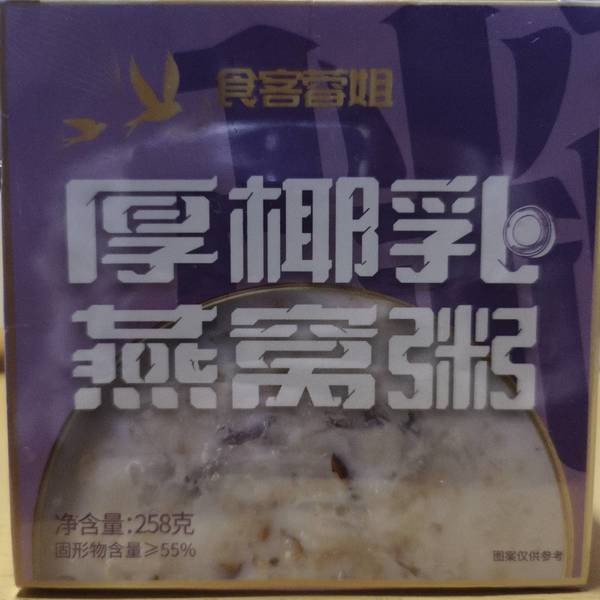 食客蓉姐
厚椰乳
燕窝粥
净含量:258克
固形物含量≥55%
图案仅供参考